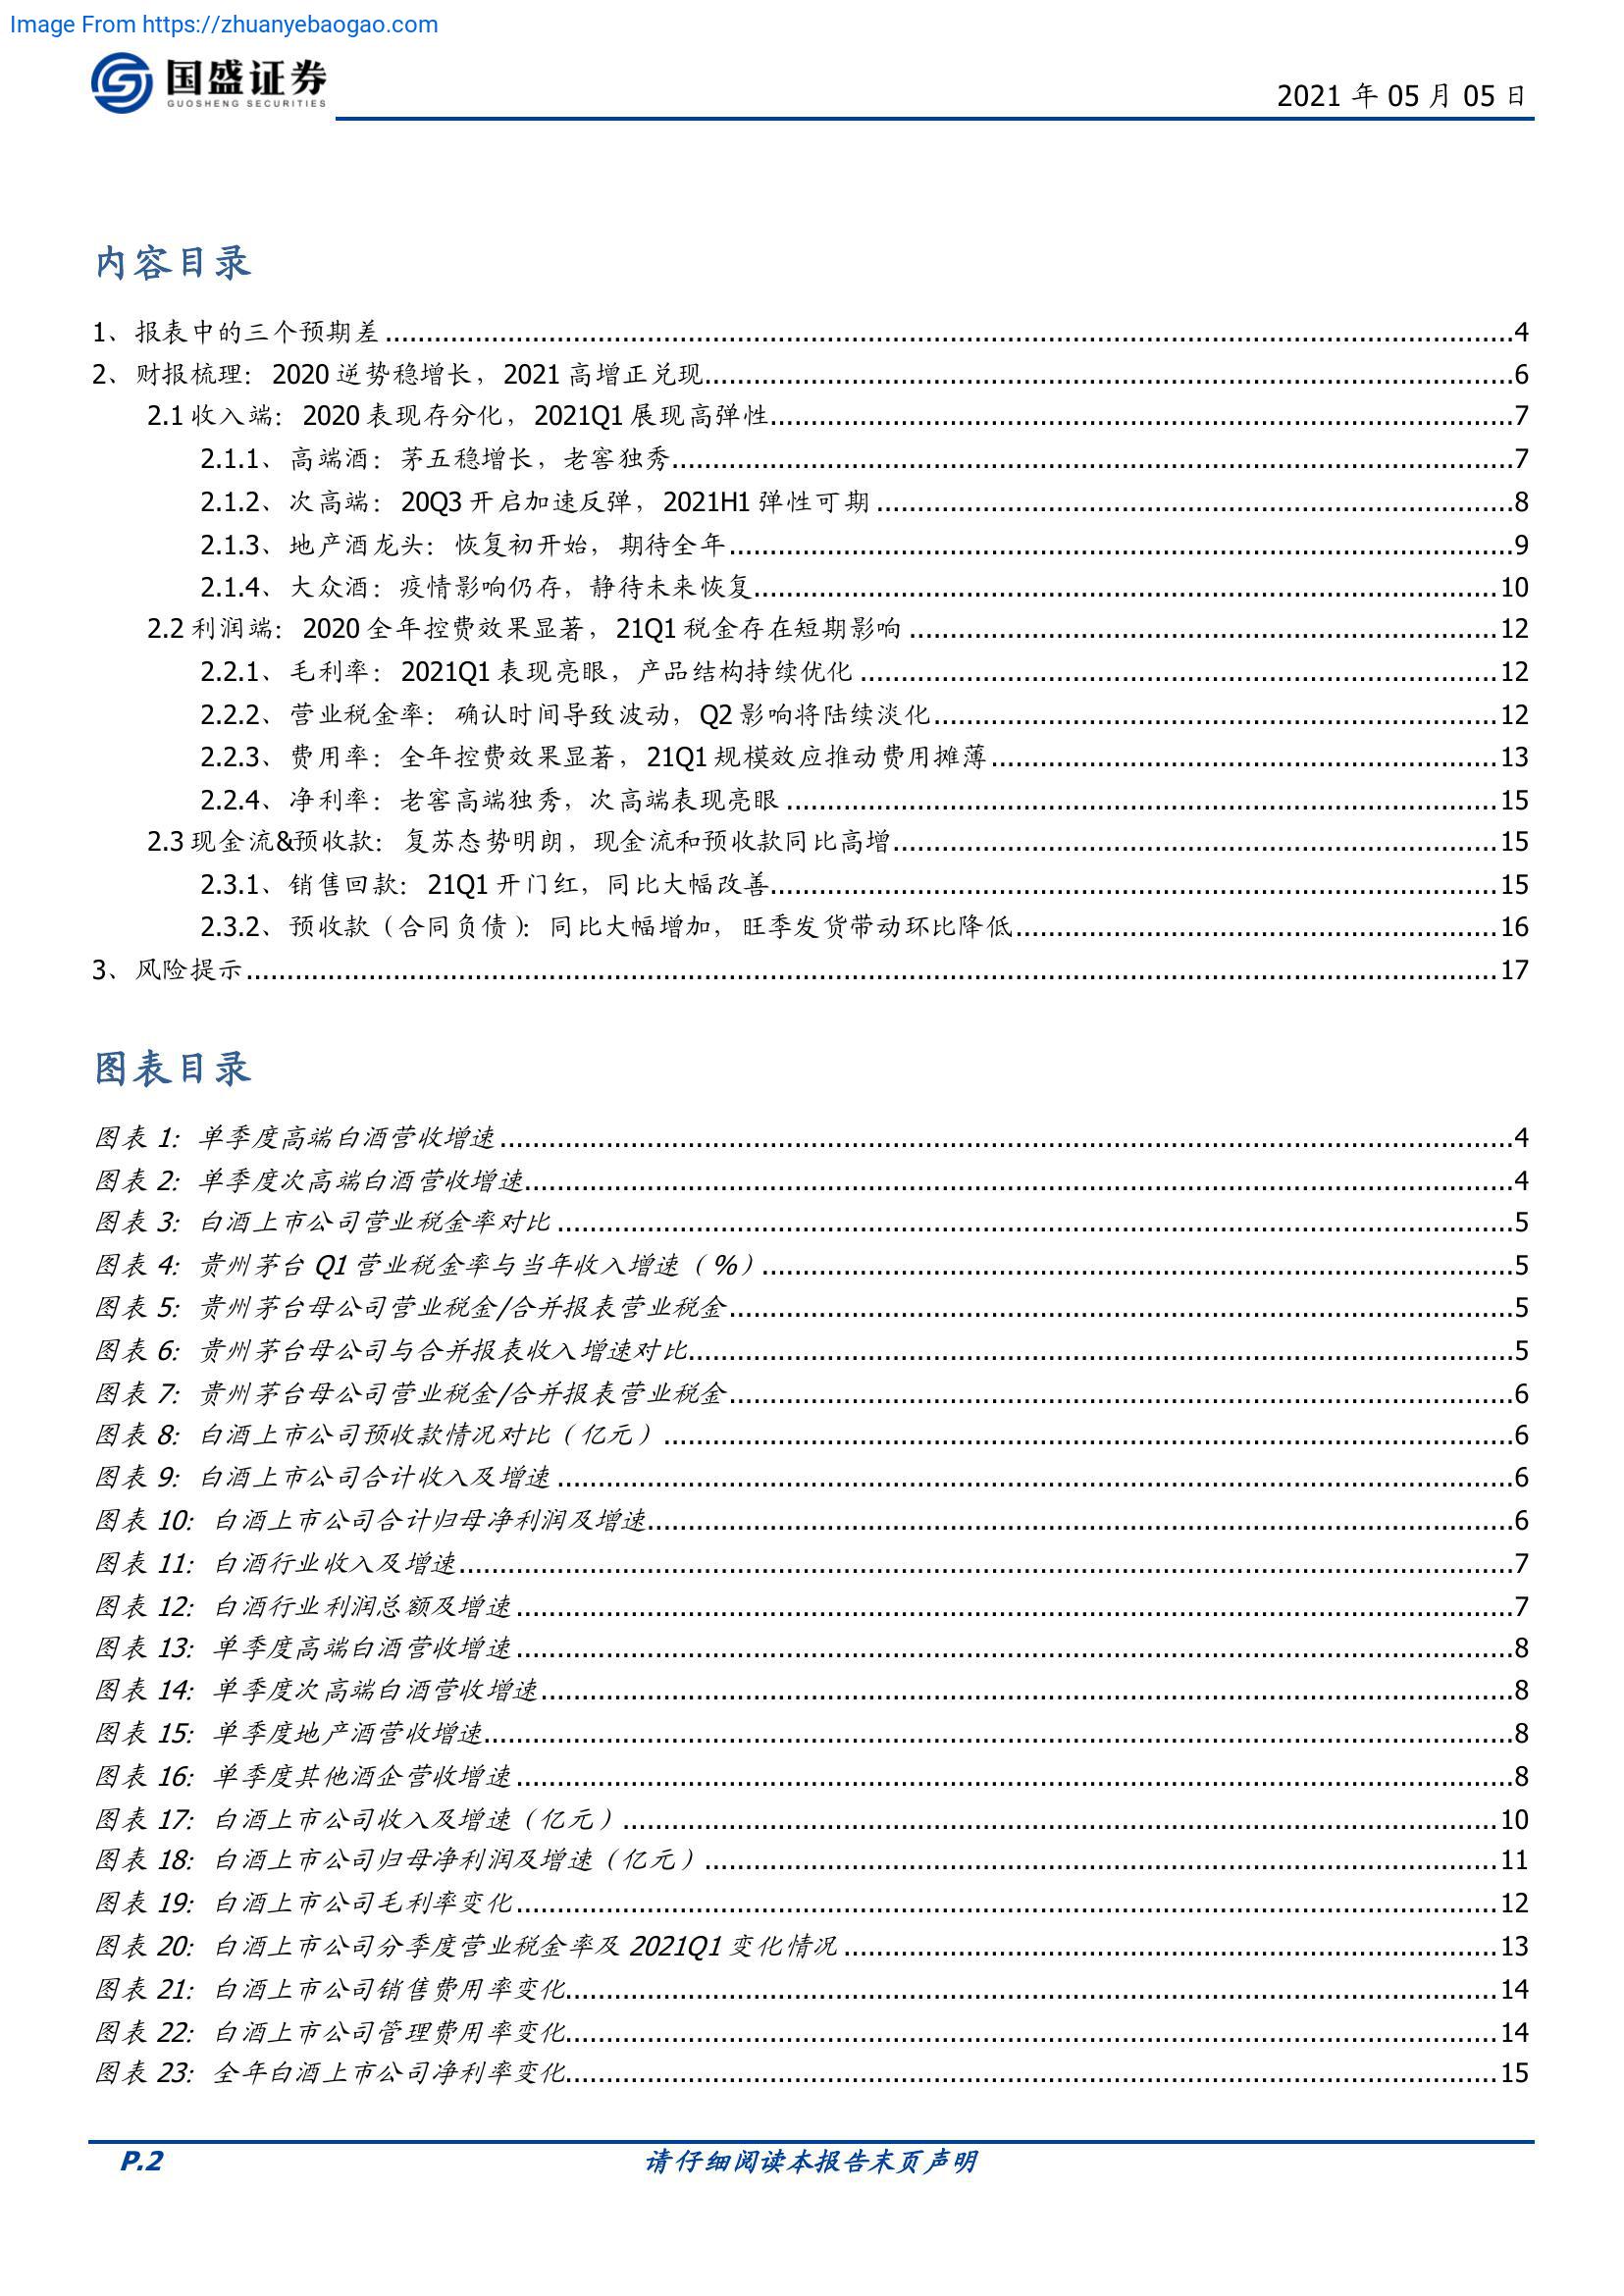 Image From https://zhuanyebaogao.com
国盛证券
GUOSHENG SECURITIES
2021 年 05 月 05 日
内容目录
1、报表中的三个预期差........4
2、财报梳理：2020 逆势稳增长，2021 高增正兑现........6
2.1 收入端：2020 表现存分化，2021Q1 展现高弹性........7
2.1.1、高端酒：茅五稳增长，老窖独秀........7
2.1.2、次高端：20Q3 开启加速反弹，2021H1 弹性可期........8
2.1.3、地产酒龙头：恢复初开始，期待全年........9
2.1.4、大众酒：疫情影响仍存，静待未来恢复........10
2.2 利润端：2020 全年控费效果显著，21Q1 税金存在短期影响........12
2.2.1、毛利率：2021Q1 表现亮眼，产品结构持续优化........12
2.2.2、营业税金率：确认时间导致波动，Q2 影响将陆续淡化........12
2.2.3、费用率：全年控费效果显著，21Q1 规模效应推动费用摊薄........13
2.2.4、净利率：老窖高端独秀，次高端表现亮眼........15
2.3 现金流&预收款：复苏态势明朗，现金流和预收款同比高增........15
2.3.1、销售回款：21Q1 开门红，同比大幅改善........15
2.3.2、预收款（合同负债）：同比大幅增加，旺季发货带动环比降低........16
3、风险提示........17
图表目录
图表 1：单季度高端白酒营收增速........4
图表 2：单季度次高端白酒营收增速........4
图表 3：白酒上市公司营业税金率对比........5
图表 4：贵州茅台 Q1 营业税金率与当年收入增速（%）........5
图表 5：贵州茅台母公司营业税金/合并报表营业税金........5
图表 6：贵州茅台母公司与合并报表收入增速对比........5
图表 7：贵州茅台母公司营业税金/合并报表营业税金........6
图表 8：白酒上市公司预收款情况对比（亿元）........6
图表 9：白酒上市公司合计收入及增速........6
图表 10：白酒上市公司合计归母净利润及增速........6
图表 11：白酒行业收入及增速........7
图表 12：白酒行业利润总额及增速........7
图表 13：单季度高端白酒营收增速........8
图表 14：单季度次高端白酒营收增速........8
图表 15：单季度地产酒营收增速........8
图表 16：单季度其他酒企营收增速........8
图表 17：白酒上市公司收入及增速（亿元）........10
图表 18：白酒上市公司归母净利润及增速（亿元）........11
图表 19：白酒上市公司毛利率变化........12
图表 20：白酒上市公司分季度营业税金率及 2021Q1 变化情况........13
图表 21：白酒上市公司销售费用率变化........14
图表 22：白酒上市公司管理费用率变化........14
图表 23：全年白酒上市公司净利率变化........15
P.2
请仔细阅读本报告末页声明